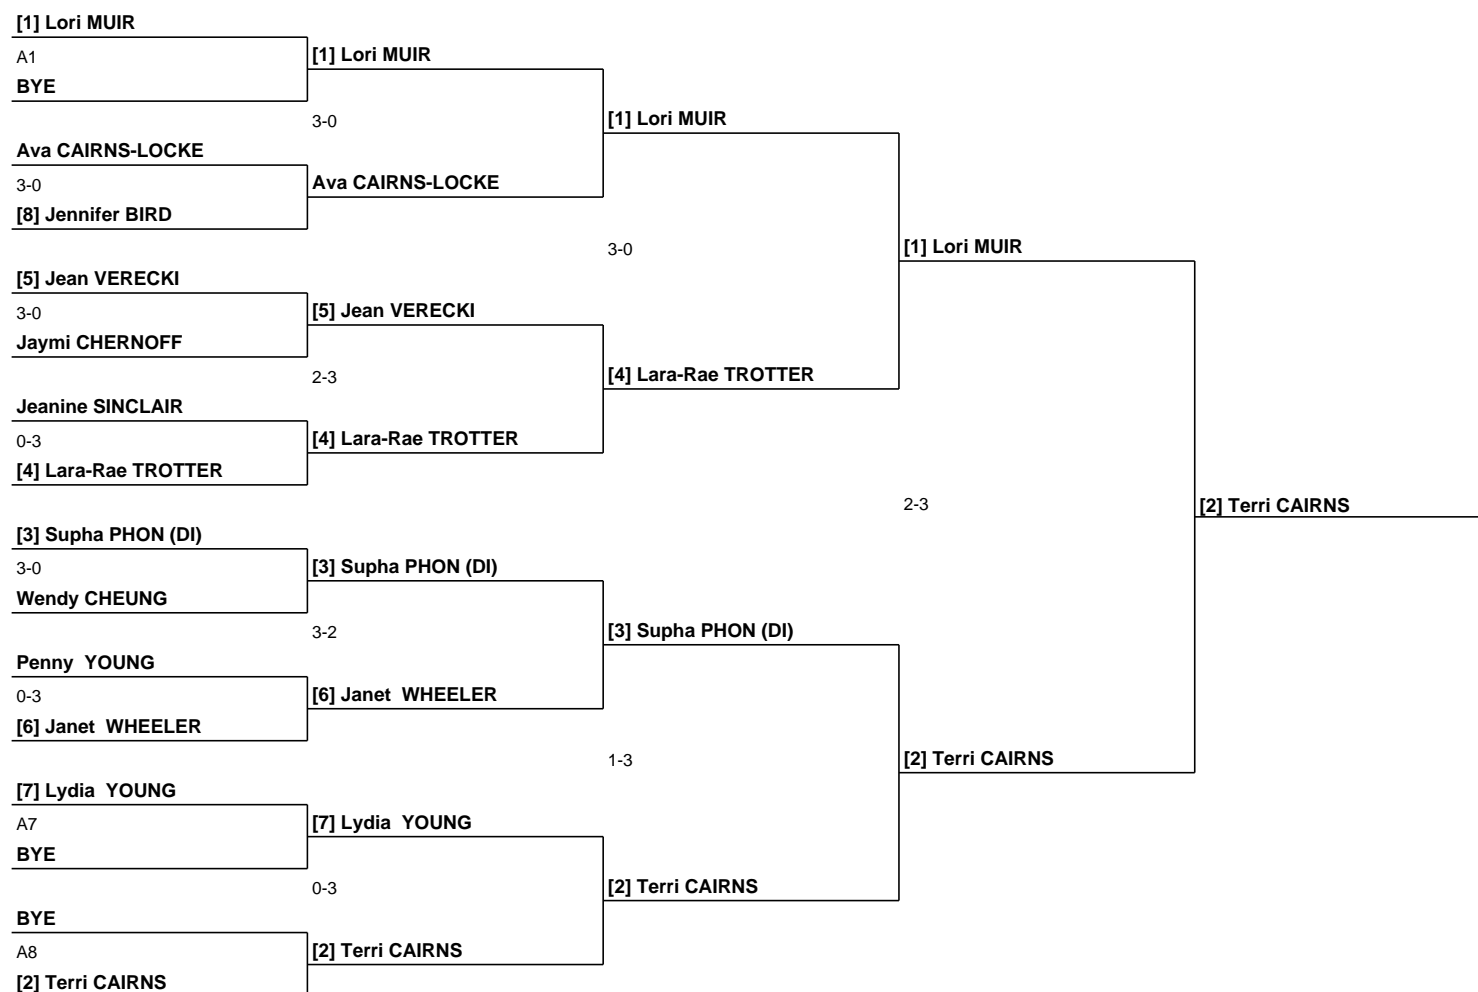 [1] Lori MUIR
A1
BYE
Ava CAIRNS-LOCKE
3-0
[8] Jennifer BIRD
[5] Jean VERECKI
3-0
Jaymi CHERNOFF
Jeanine SINCLAIR
0-3
[4] Lara-Rae TROTTER
[3] Supha PHON (DI)
3-0
Wendy CHEUNG
Penny  YOUNG
0-3
[6] Janet  WHEELER
[7] Lydia  YOUNG
A7
BYE
BYE
A8
[2] Terri CAIRNS
[1] Lori MUIR
3-0
Ava CAIRNS-LOCKE
[5] Jean VERECKI
2-3
[4] Lara-Rae TROTTER
[3] Supha PHON (DI)
3-2
[6] Janet  WHEELER
[7] Lydia  YOUNG
0-3
[2] Terri CAIRNS
[1] Lori MUIR
3-0
[4] Lara-Rae TROTTER
[3] Supha PHON (DI)
1-3
[2] Terri CAIRNS
[1] Lori MUIR
2-3
[2] Terri CAIRNS
[2] Terri CAIRNS